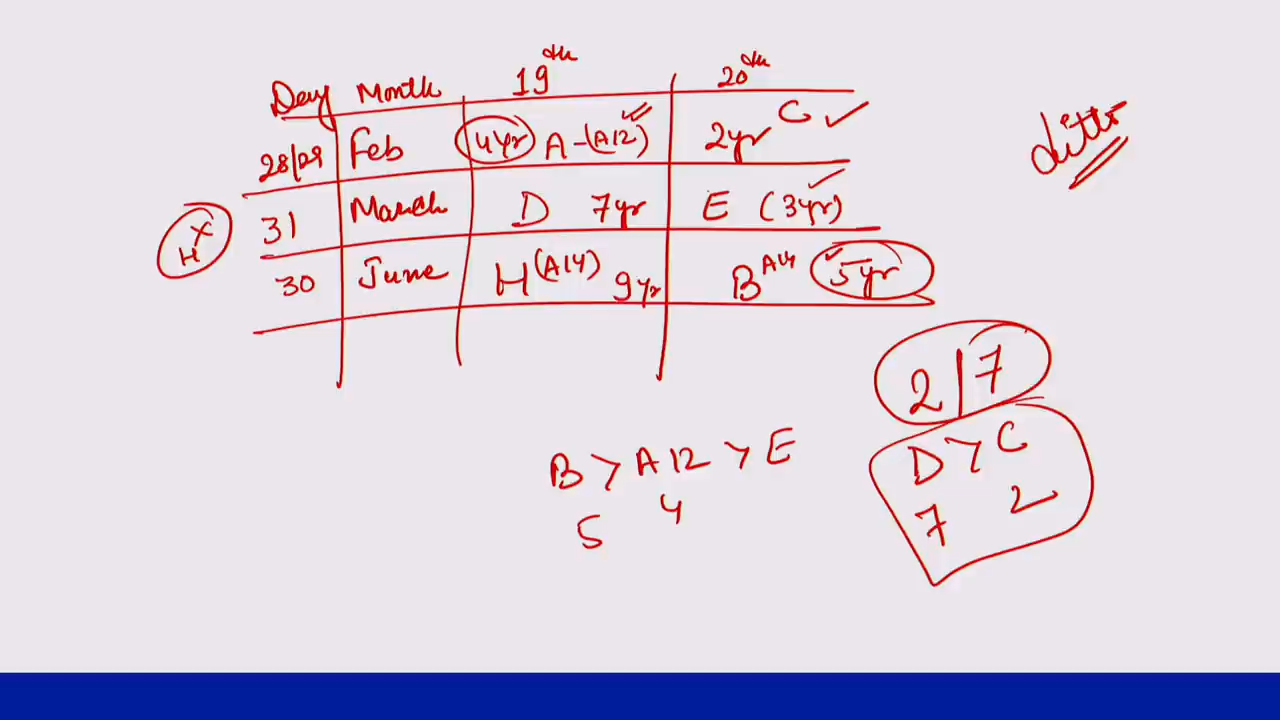 Day Month 19th 20th
28/29 Feb 4yr A-(A12) 2yr C
Ditto
31 March D 7yr E (3yr)
H X
30 June H(A14) 9yr B A14 5yr
2 | 7
B > A12 > E
5 4
D > C
7 2